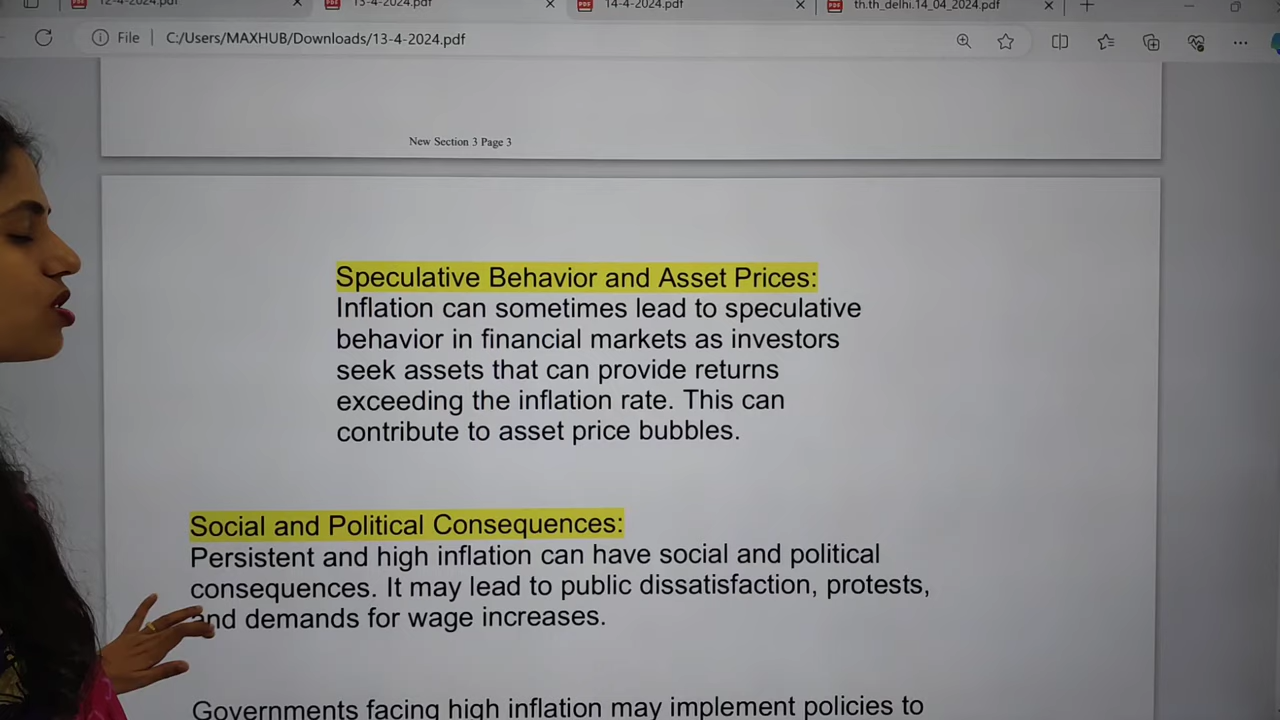 12-4-2024.pdf
13-4-2024.pdf
14-4-2024.pdf
th.th_delhi.14_04_2024.pdf
File
C:/Users/MAXHUB/Downloads/13-4-2024.pdf
New Section 3 Page 3
Speculative Behavior and Asset Prices:
Inflation can sometimes lead to speculative
behavior in financial markets as investors
seek assets that can provide returns
exceeding the inflation rate. This can
contribute to asset price bubbles.
Social and Political Consequences:
Persistent and high inflation can have social and political
consequences. It may lead to public dissatisfaction, protests,
and demands for wage increases.
Governments facing high inflation may implement policies to